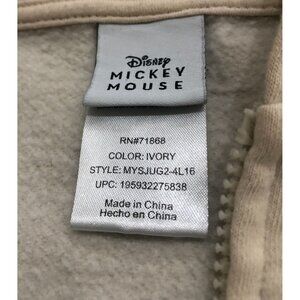 Disney
MICKEY
MOUSE
RN#71868
COLOR: IVORY
STYLE: MYSJUG2-4L16
UPC: 195932275838
Made in China
Hecho en China